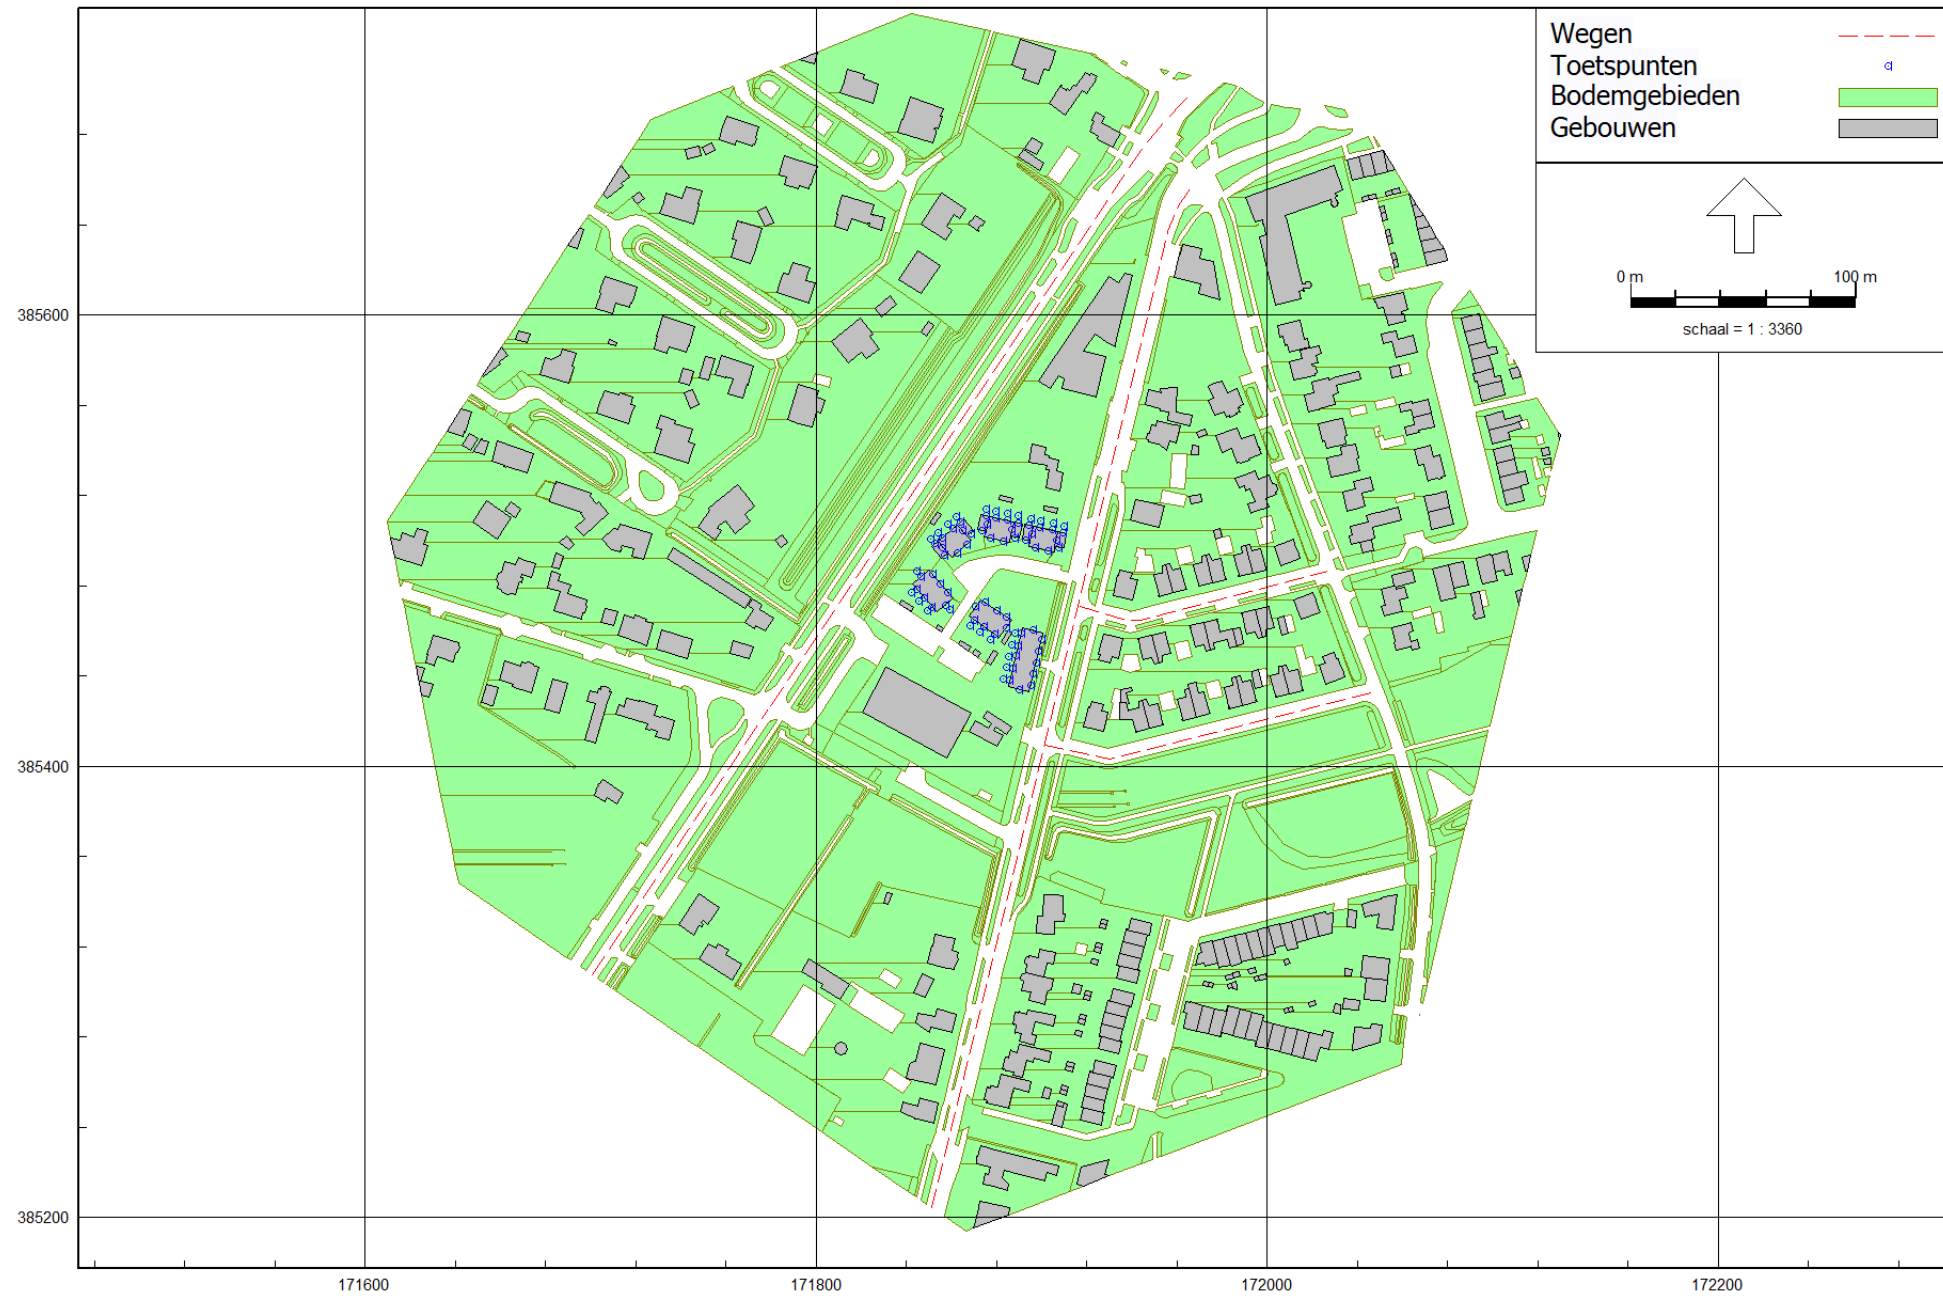 Wegen
Toetspunten
Bodemgebieden
Gebouwen
0 m 100 m
schaal = 1 : 3360
385600
385400
385200
171600 171800 172000 172200